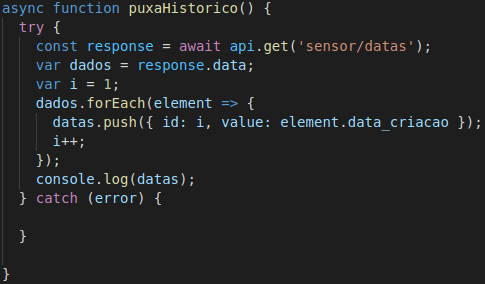 async function puxaHistorico() {
try {
const response = await api.get('sensor/datas');
var dados = response.data;
var i = 1;
dados.forEach(element => {
datas.push({ id: i, value: element.data_criacao });
i++;
});
console.log(datas);
} catch (error) {
}
}